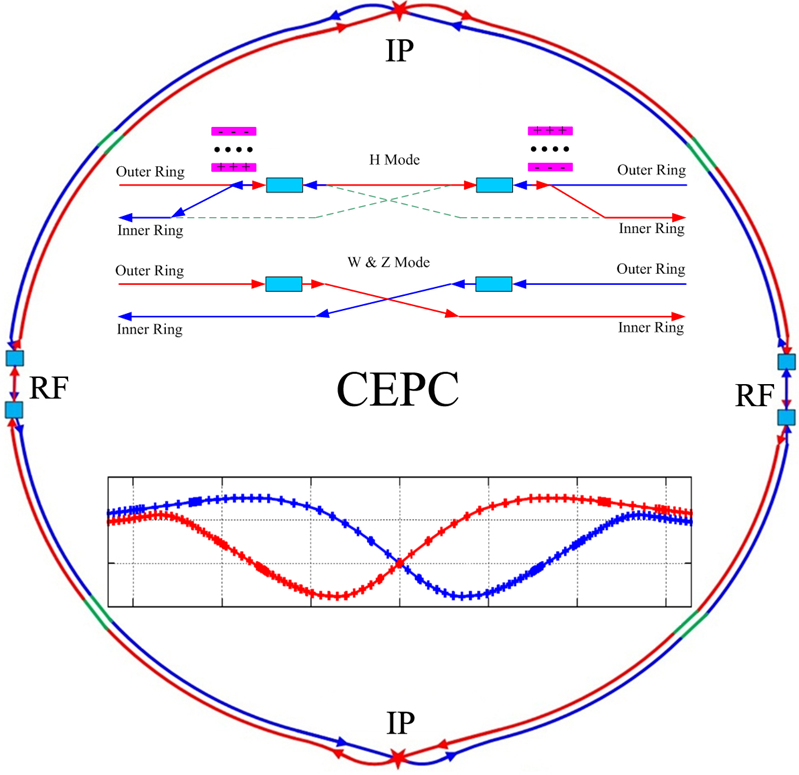 IP
- - -
+ + +
H Mode
Outer Ring
Outer Ring
+ + +
- - -
Inner Ring
Inner Ring
W & Z Mode
Outer Ring
Outer Ring
Inner Ring
Inner Ring
RF
CEPC
RF
IP